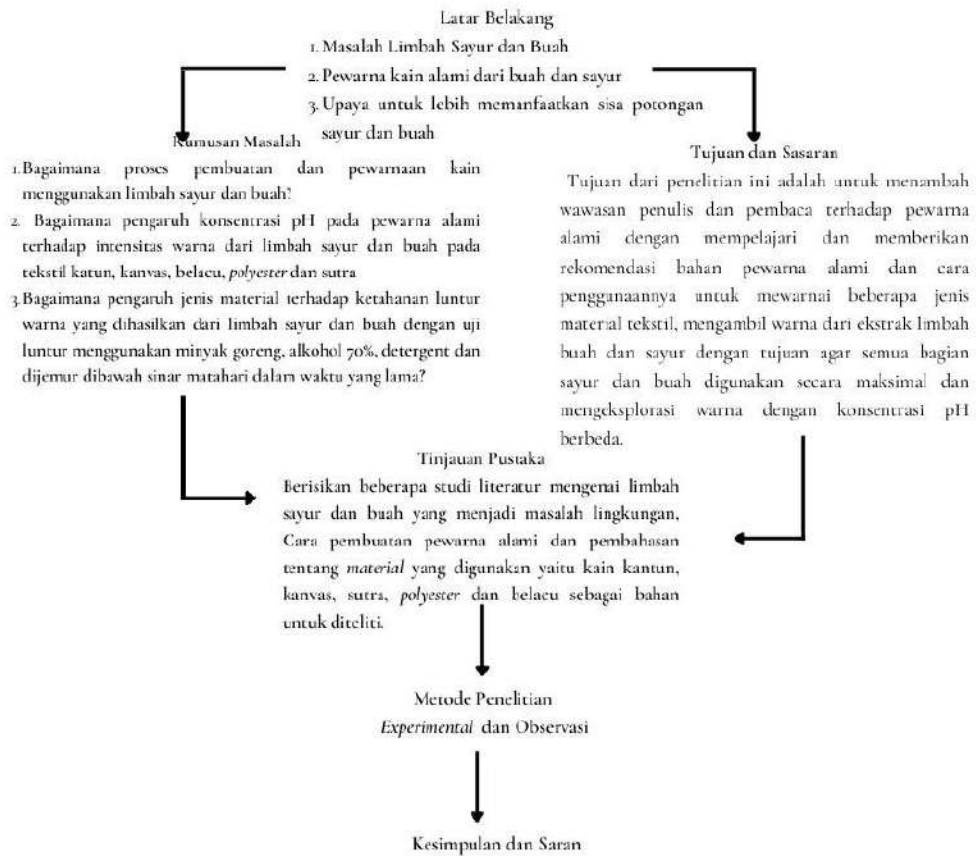 Latar Belakang
1. Masalah Limbah Sayur dan Buah
2. Pewarna kain alami dari buah dan sayur
3. Upaya untuk lebih memanfaatkan sisa potongan
sayur dan buah
Rumusan Masalah
1. Bagaimana proses pembuatan dan pewarnaan kain
menggunakan limbah sayur dan buah?
2. Bagaimana pengaruh konsentrasi pH pada pewarna alami
terhadap intensitas warna dari limbah sayur dan buah pada
tekstil katun, kanvas, belacu, polyester dan sutra
3. Bagaimana pengaruh jenis material terhadap ketahanan luntur
warna yang dihasilkan dari limbah sayur dan buah dengan uji
luntur menggunakan minyak goreng, alkohol 70%, detergent dan
dijemur dibawah sinar matahari dalam waktu yang lama?
Tujuan dan Sasaran
Tujuan dari penelitian ini adalah untuk menambah
wawasan penulis dan pembaca terhadap pewarna
alami dengan mempelajari dan memberikan
rekomendasi bahan pewarna alami dan cara
penggunaannya untuk mewarnai beberapa jenis
material tekstil, mengambil warna dari ekstrak limbah
buah dan sayur dengan tujuan agar semua bagian
sayur dan buah digunakan secara maksimal dan
mengeksplorasi warna dengan konsentrasi pH
berbeda.
Tinjauan Pustaka
Berisikan beberapa studi literatur mengenai limbah
sayur dan buah yang menjadi masalah lingkungan,
Cara pembuatan pewarna alami dan pembahasan
tentang material yang digunakan yaitu kain kantun,
kanvas, sutra, polyester dan belacu sebagai bahan
untuk diteliti.
Metode Penelitian
Experimental dan Observasi
Kesimpulan dan Saran